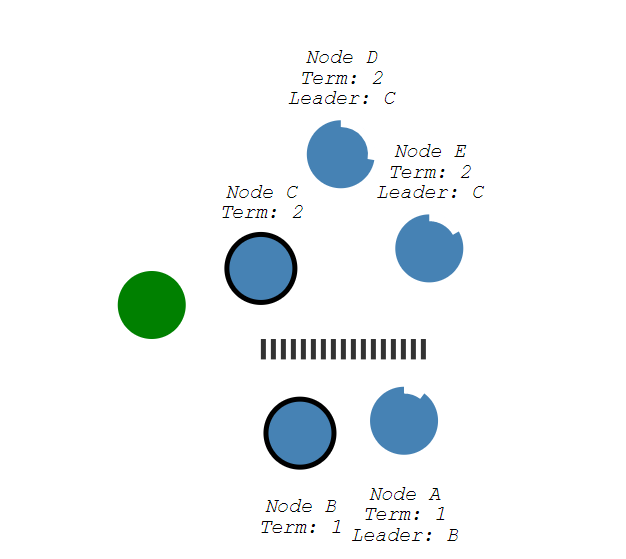 Node D
Term: 2
Leader: C
Node E
Term: 2
Leader: C
Node C
Term: 2
Node B
Term: 1
Node A
Term: 1
Leader: B